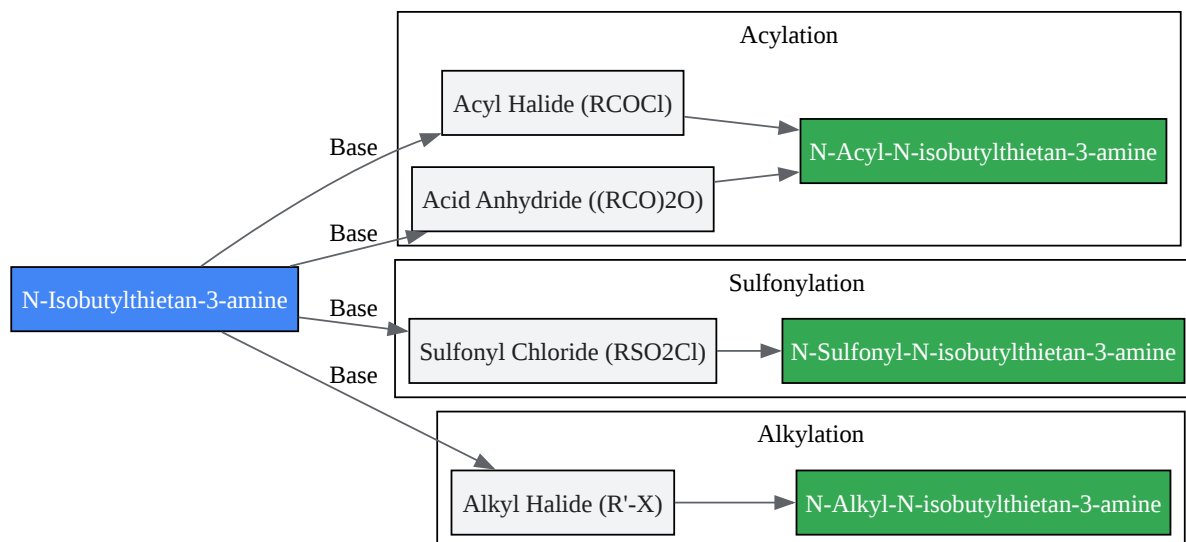 Acylation
Acyl Halide (RCOCl)
Base
N-Acyl-N-isobutylthietan-3-amine
Acid Anhydride ((RCO)2O)
Base
N-Isobutylthietan-3-amine
Sulfonylation
Base
Sulfonyl Chloride (RSO2Cl)
N-Sulfonyl-N-isobutylthietan-3-amine
Base
Alkylation
Alkyl Halide (R'-X)
N-Alkyl-N-isobutylthietan-3-amine